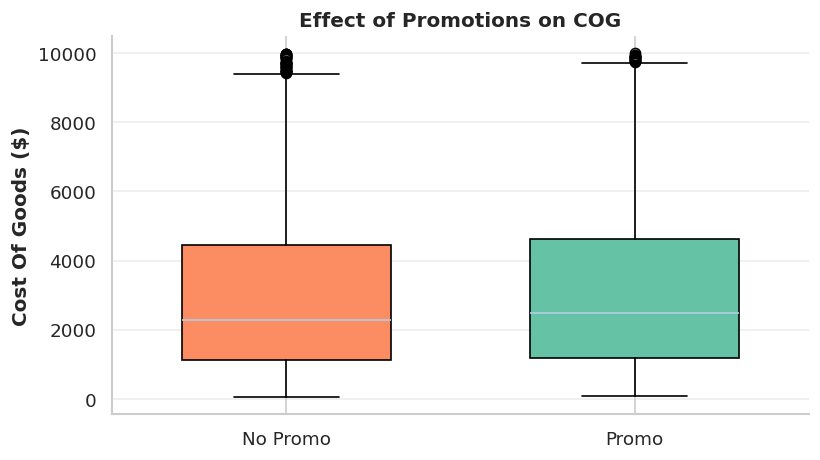 Effect of Promotions on COG
Cost Of Goods ($)
10000
8000
6000
4000
2000
0
No Promo
Promo